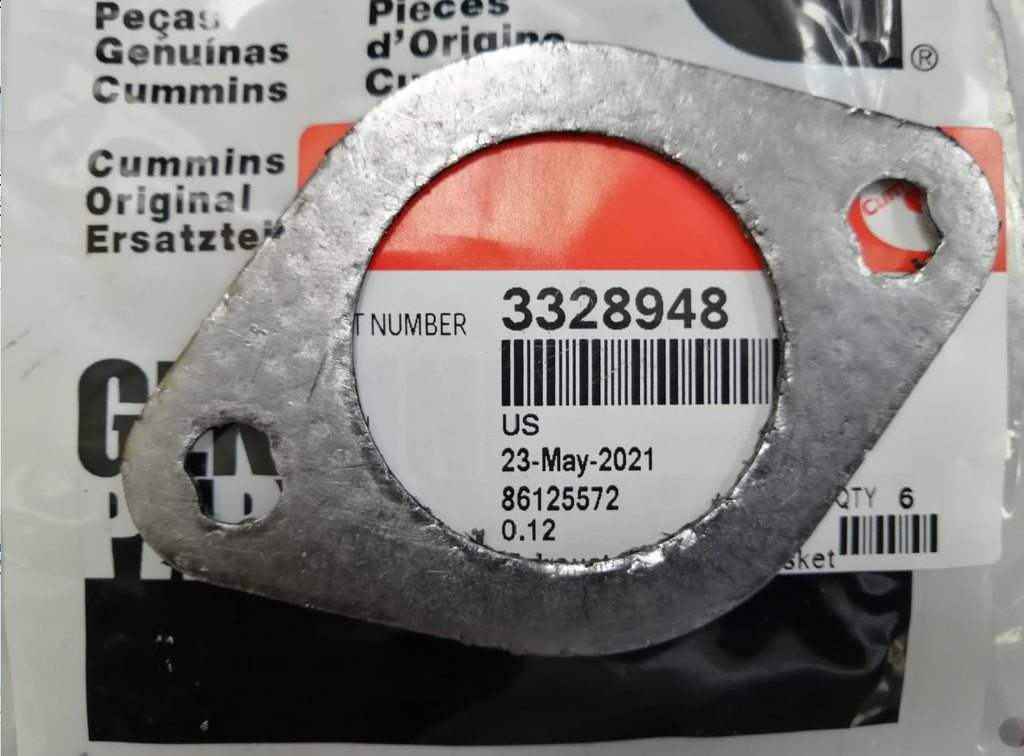 Peças
Genuínas
Cummins
Pièces
d'Origine
Cummins
Original
®
Cum
T NUMBER
3328948
US
23-May-2021
86125572
0.12
QTY 6
sket